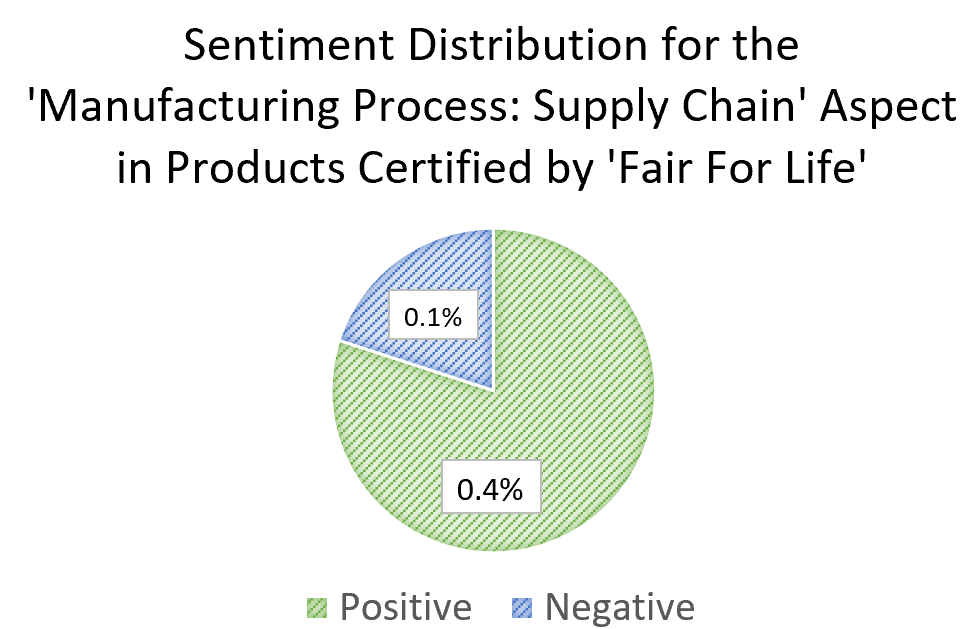 Sentiment Distribution for the
'Manufacturing Process: Supply Chain' Aspect
in Products Certified by 'Fair For Life'
0.1%
0.4%
Positive Negative